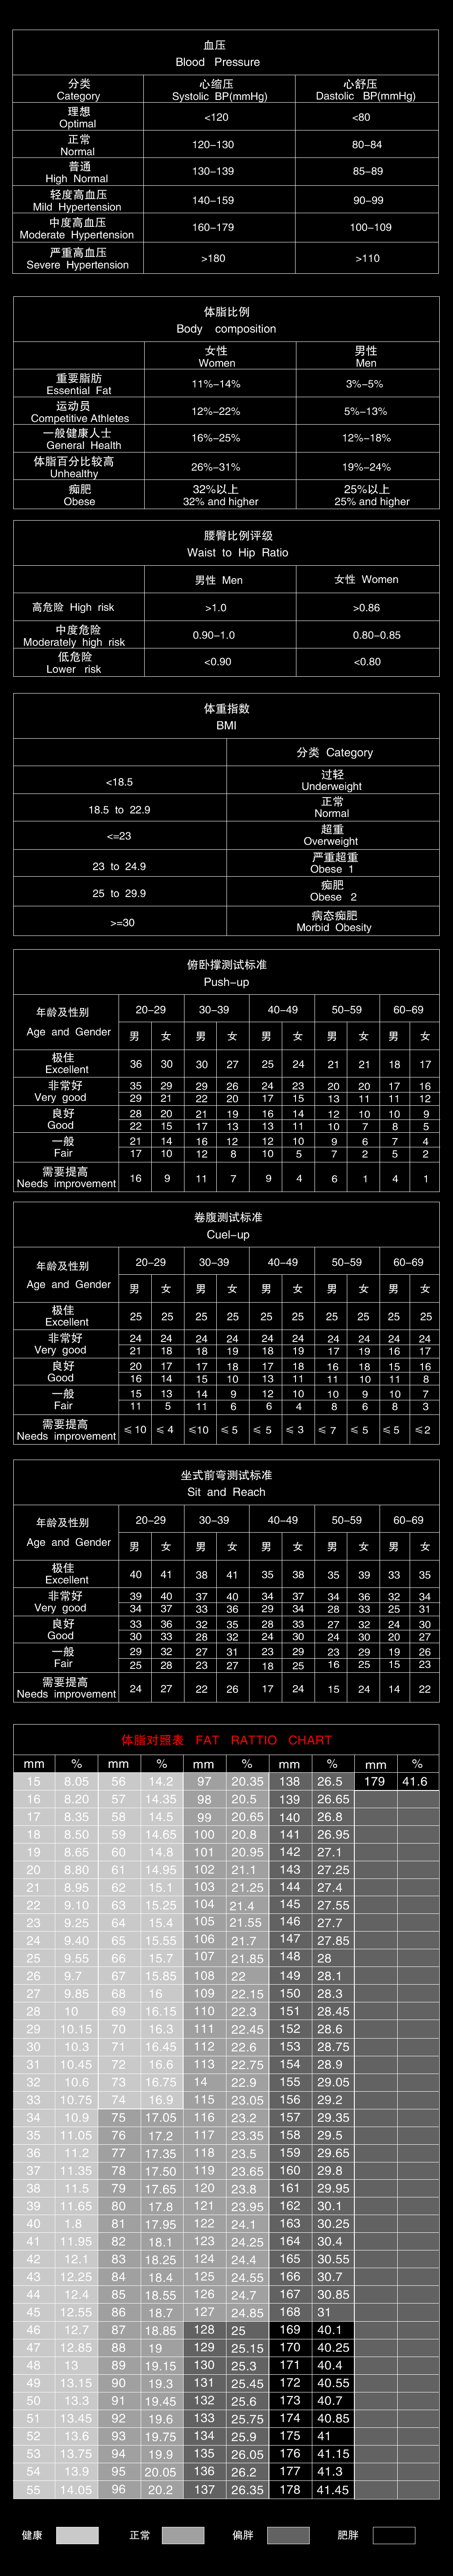 血压
Blood Pressure
分类 心缩压 心舒压
Category Systolic BP(mmHg) Dastolic BP(mmHg)
理想
Optimal <120 <80
正常
Normal 120-130 80-84
普通
High Normal 130-139 85-89
轻度高血压
Mild Hypertension 140-159 90-99
中度高血压
Moderate Hypertension 160-179 100-109
严重高血压
Severe Hypertension >180 >110
体脂比例
Body composition
女性 男性
Women Men
重要脂肪
Essential Fat 11%-14% 3%-5%
运动员
Competitive Athletes 12%-22% 5%-13%
一般健康人士
General Health 16%-25% 12%-18%
体脂百分比较高
Unhealthy 26%-31% 19%-24%
痴肥 32%以上 25%以上
Obese 32% and higher 25% and higher
腰臀比例评级
Waist to Hip Ratio
男性 Men 女性 Women
高危险 High risk >1.0 >0.86
中度危险
Moderately high risk 0.90-1.0 0.80-0.85
低危险
Lower risk <0.90 <0.80
体重指数
BMI
分类 Category
<18.5 过轻
Underweight
18.5 to 22.9 正常
Normal
<=23 超重
Overweight
23 to 24.9 严重超重
Obese 1
25 to 29.9 痴肥
Obese 2
>=30 病态痴肥
Morbid Obesity
俯卧撑测试标准
Push-up
年龄及性别 20-29 30-39 40-49 50-59 60-69
Age and Gender 男 女 男 女 男 女 男 女 男 女
极佳
Excellent 36 30 30 27 25 24 21 21 18 17
非常好 35 29 29 26 24 23 20 20 17 16
Very good 29 21 22 20 17 15 13 11 11 12
良好 28 20 21 19 16 14 12 10 10 9
Good 22 15 17 13 13 11 10 7 8 5
一般 21 14 16 12 12 10 9 6 7 4
Fair 17 10 12 8 10 5 7 2 5 2
需要提高
Needs improvement 16 9 11 7 9 4 6 1 4 1
卷腹测试标准
Cuel-up
年龄及性别 20-29 30-39 40-49 50-59 60-69
Age and Gender 男 女 男 女 男 女 男 女 男 女
极佳
Excellent 25 25 25 25 25 25 25 25 25 25
非常好 24 24 24 24 24 24 24 24 24 24
Very good 21 18 18 19 18 19 17 19 16 17
良好 20 17 17 18 17 18 16 18 15 16
Good 16 14 15 10 13 11 11 10 11 8
一般 15 13 14 9 12 10 10 9 10 7
Fair 11 5 11 6 6 4 8 6 8 3
需要提高
Needs improvement ≤10 ≤4 ≤10 ≤5 ≤5 ≤3 ≤7 ≤5 ≤5 ≤2
坐式前弯测试标准
Sit and Reach
年龄及性别 20-29 30-39 40-49 50-59 60-69
Age and Gender 男 女 男 女 男 女 男 女 男 女
极佳
Excellent 40 41 38 41 35 38 35 39 33 35
非常好 39 40 37 40 34 37 34 36 32 34
Very good 34 37 33 36 29 34 28 33 25 31
良好 33 36 32 35 28 33 27 32 24 30
Good 30 33 28 32 24 30 24 30 20 27
一般 29 32 27 31 23 29 23 29 19 26
Fair 25 28 23 27 18 25 16 25 15 23
需要提高
Needs improvement 24 27 22 26 17 24 15 24 14 22
体脂对照表 FAT RATTIO CHART
mm % mm % mm % mm % mm %
15 8.05 56 14.2 97 20.35 138 26.5 179 41.6
16 8.20 57 14.35 98 20.5 139 26.65
17 8.35 58 14.5 99 20.65 140 26.8
18 8.50 59 14.65 100 20.8 141 26.95
19 8.65 60 14.8 101 20.95 142 27.1
20 8.80 61 14.95 102 21.1 143 27.25
21 8.95 62 15.1 103 21.25 144 27.4
22 9.10 63 15.25 104 21.4 145 27.55
23 9.25 64 15.4 105 21.55 146 27.7
24 9.40 65 15.55 106 21.7 147 27.85
25 9.55 66 15.7 107 21.85 148 28
26 9.7 67 15.85 108 22 149 28.1
27 9.85 68 16 109 22.15 150 28.3
28 10 69 16.15 110 22.3 151 28.45
29 10.15 70 16.3 111 22.45 152 28.6
30 10.3 71 16.45 112 22.6 153 28.75
31 10.45 72 16.6 113 22.75 154 28.9
32 10.6 73 16.75 14 22.9 155 29.05
33 10.75 74 16.9 115 23.05 156 29.2
34 10.9 75 17.05 116 23.2 157 29.35
35 11.05 76 17.2 117 23.35 158 29.5
36 11.2 77 17.35 118 23.5 159 29.65
37 11.35 78 17.50 119 23.65 160 29.8
38 11.5 79 17.65 120 23.8 161 29.95
39 11.65 80 17.8 121 23.95 162 30.1
40 1.8 81 17.95 122 24.1 163 30.25
41 11.95 82 18.1 123 24.25 164 30.4
42 12.1 83 18.25 124 24.4 165 30.55
43 12.25 84 18.4 125 24.55 166 30.7
44 12.4 85 18.55 126 24.7 167 30.85
45 12.55 86 18.7 127 24.85 168 31
46 12.7 87 18.85 128 25 169 40.1
47 12.85 88 19 129 25.15 170 40.25
48 13 89 19.15 130 25.3 171 40.4
49 13.15 90 19.3 131 25.45 172 40.55
50 13.3 91 19.45 132 25.6 173 40.7
51 13.45 92 19.6 133 25.75 174 40.85
52 13.6 93 19.75 134 25.9 175 41
53 13.75 94 19.9 135 26.05 176 41.15
54 13.9 95 20.05 136 26.2 177 41.3
55 14.05 96 20.2 137 26.35 178 41.45
健康 正常 偏胖 肥胖